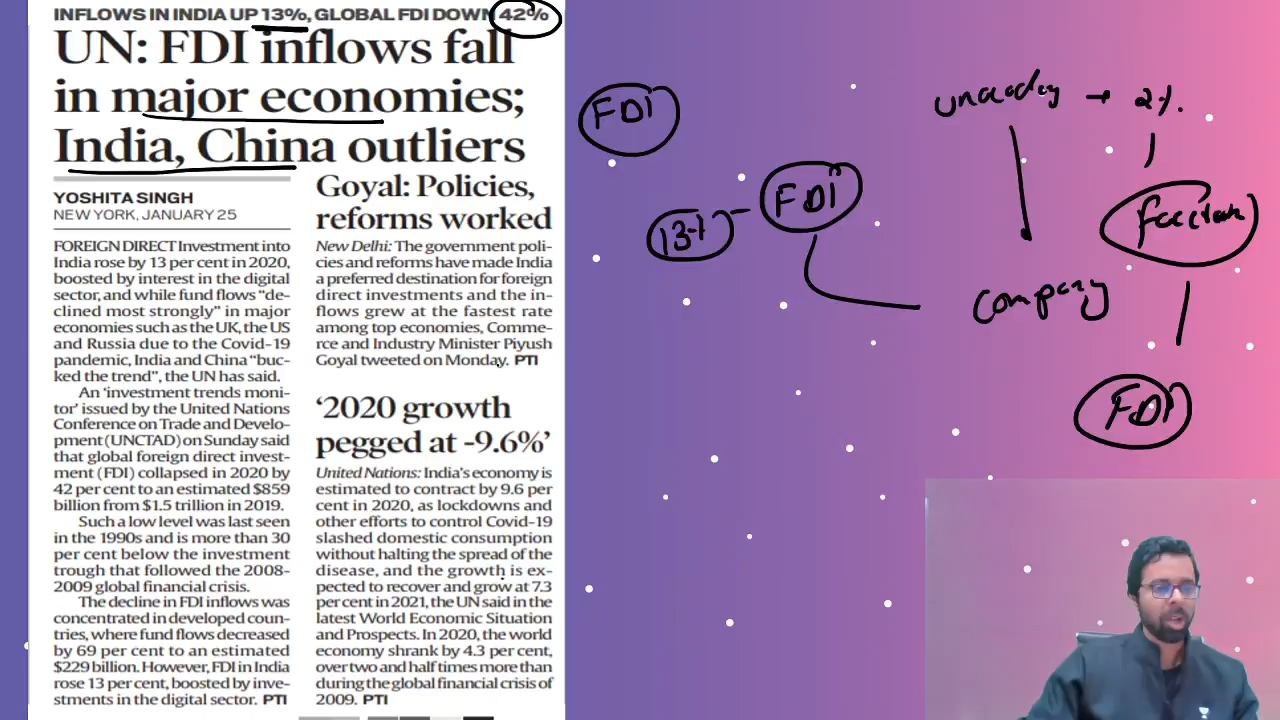 INFLOWS IN INDIA UP 13%, GLOBAL FDI DOWN 42%
UN: FDI inflows fall
in major economies;
India, China outliers
YOSHITA SINGH
NEW YORK, JANUARY 25
FOREIGN DIRECT Investment into
India rose by 13 per cent in 2020,
boosted by interest in the digital
sector, and while fund flows “de-
clined most strongly” in major
economies such as the UK, the US
and Russia due to the Covid-19
pandemic, India and China “buc-
ked the trend”, the UN has said.
An ‘investment trends moni-
tor’ issued by the United Nations
Conference on Trade and Develo-
pment (UNCTAD) on Sunday said
that global foreign direct invest-
ment (FDI) collapsed in 2020 by
42 per cent to an estimated $859
billion from $1.5 trillion in 2019.
Such a low level was last seen
in the 1990s and is more than 30
per cent below the investment
trough that followed the 2008-
2009 global financial crisis.
The decline in FDI inflows was
concentrated in developed coun-
tries, where fund flows decreased
by 69 per cent to an estimated
$229 billion. However, FDI in India
rose 13 per cent, boosted by inve-
stments in the digital sector. PTI
Goyal: Policies,
reforms worked
New Delhi: The government poli-
cies and reforms have made India
a preferred destination for foreign
direct investments and the in-
flows grew at the fastest rate
among top economies, Comme-
rce and Industry Minister Piyush
Goyal tweeted on Monday. PTI
‘2020 growth
pegged at -9.6%’
United Nations: India’s economy is
estimated to contract by 9.6 per
cent in 2020, as lockdowns and
other efforts to control Covid-19
slashed domestic consumption
without halting the spread of the
disease, and the growth is ex-
pected to recover and grow at 7.3
per cent in 2021, the UN said in the
latest World Economic Situation
and Prospects. In 2020, the world
economy shrank by 4.3 per cent,
over two and half times more than
during the global financial crisis of
2009. PTI
FDI
13% - FDI
→ 2%.
company
FDI